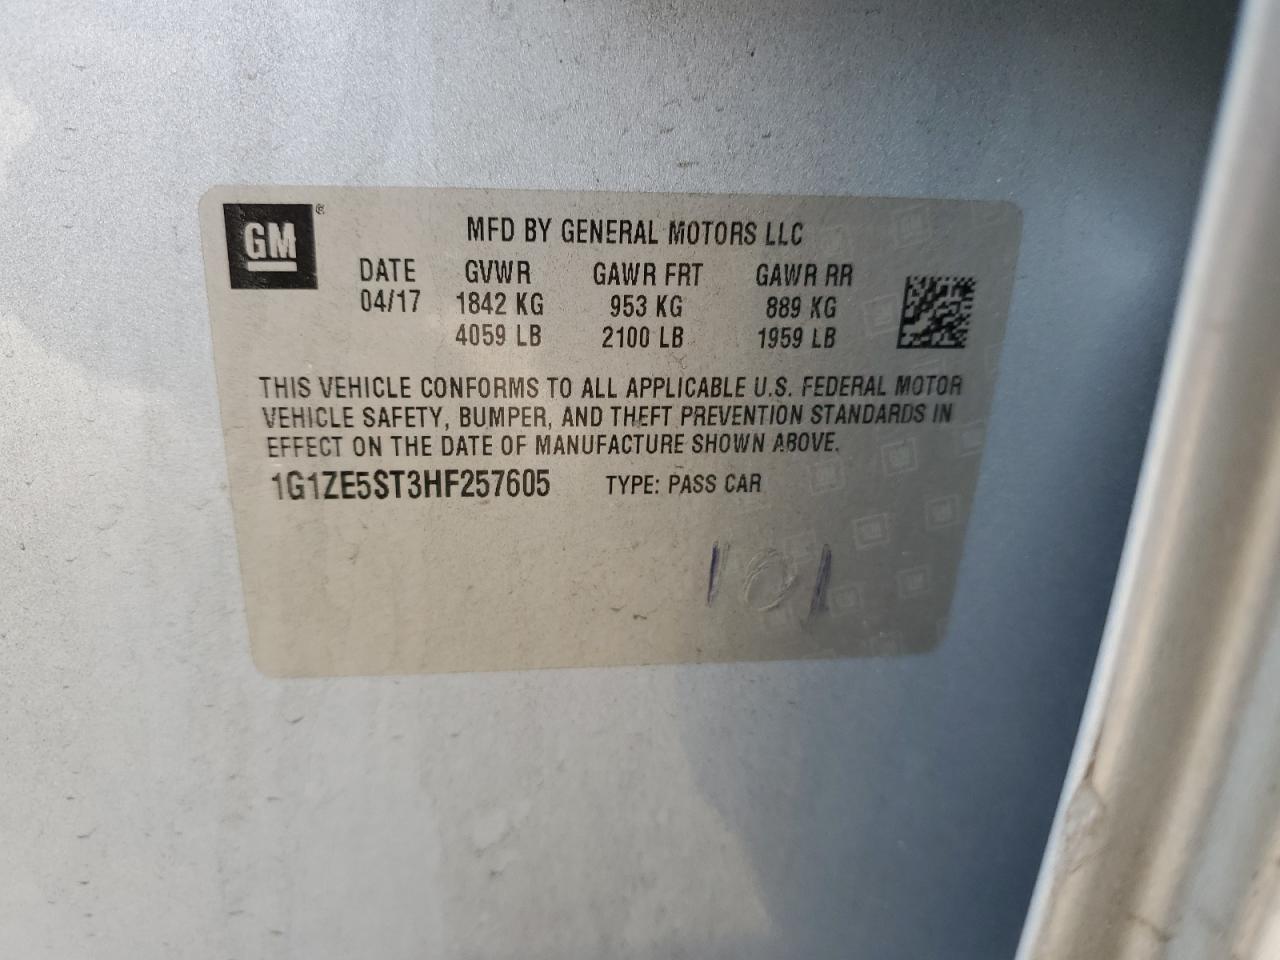 GM®
MFD BY GENERAL MOTORS LLC
DATE GVWR GAWR FRT GAWR RR
04/17 1842 KG 953 KG 889 KG
4059 LB 2100 LB 1959 LB
THIS VEHICLE CONFORMS TO ALL APPLICABLE U.S. FEDERAL MOTOR
VEHICLE SAFETY, BUMPER, AND THEFT PREVENTION STANDARDS IN
EFFECT ON THE DATE OF MANUFACTURE SHOWN ABOVE.
1G1ZE5ST3HF257605 TYPE: PASS CAR
101